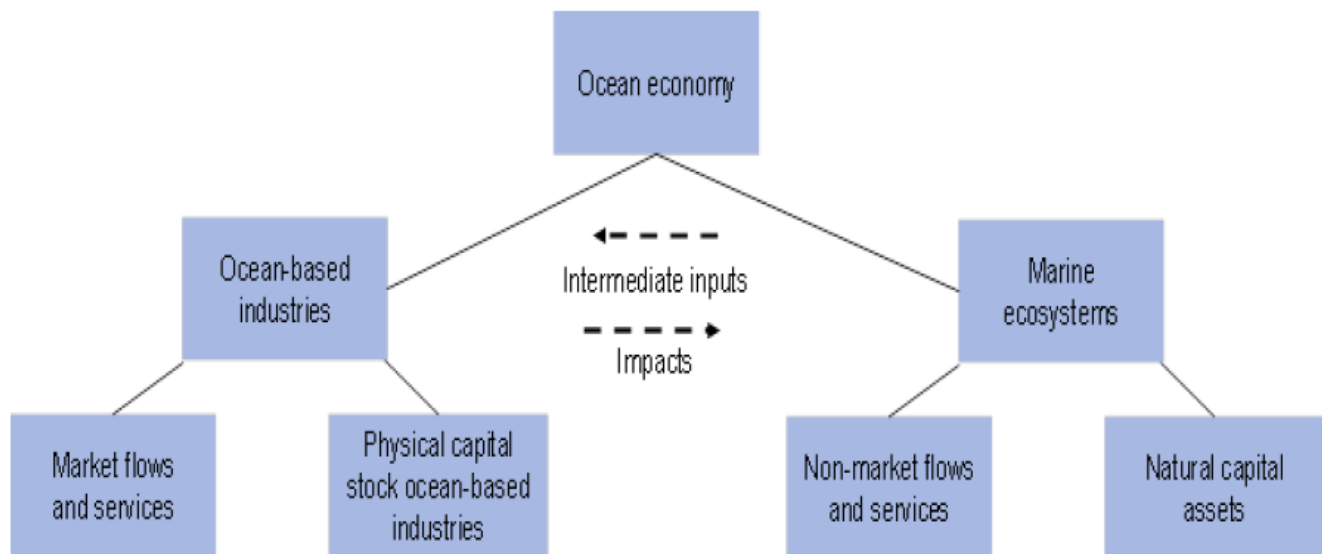 Ocean economy
Ocean-based
industries
Intermediate inputs
Impacts
Marine
ecosystems
Market flows
and services
Physical capital
stock ocean-based
industries
Non-market flows
and services
Natural capital
assets